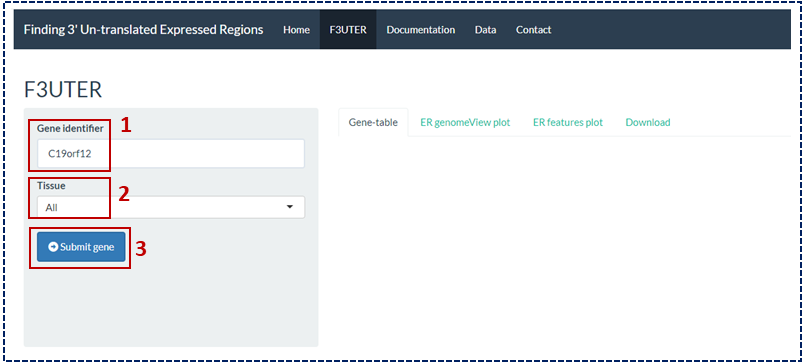 Finding 3' Un-translated Expressed Regions Home F3UTER Documentation Data Contact
F3UTER
Gene identifier 1
C19orf12
Tissue 2
All
Submit gene 3
Gene-table ER genomeView plot ER features plot Download